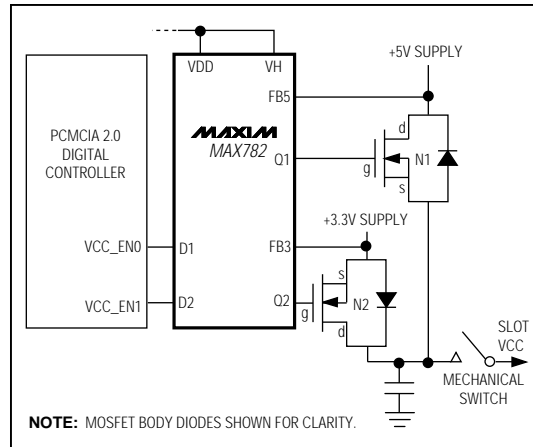 VDD
VH
+5V SUPPLY
FB5
PCMCIA 2.0
DIGITAL
CONTROLLER
MAXIM
MAX782
d
Q1
g
N1
s
+3.3V SUPPLY
VCC_EN0
D1
FB3
s
VCC_EN1
D2
Q2
g
N2
d
SLOT
VCC
MECHANICAL
SWITCH
NOTE: MOSFET BODY DIODES SHOWN FOR CLARITY.